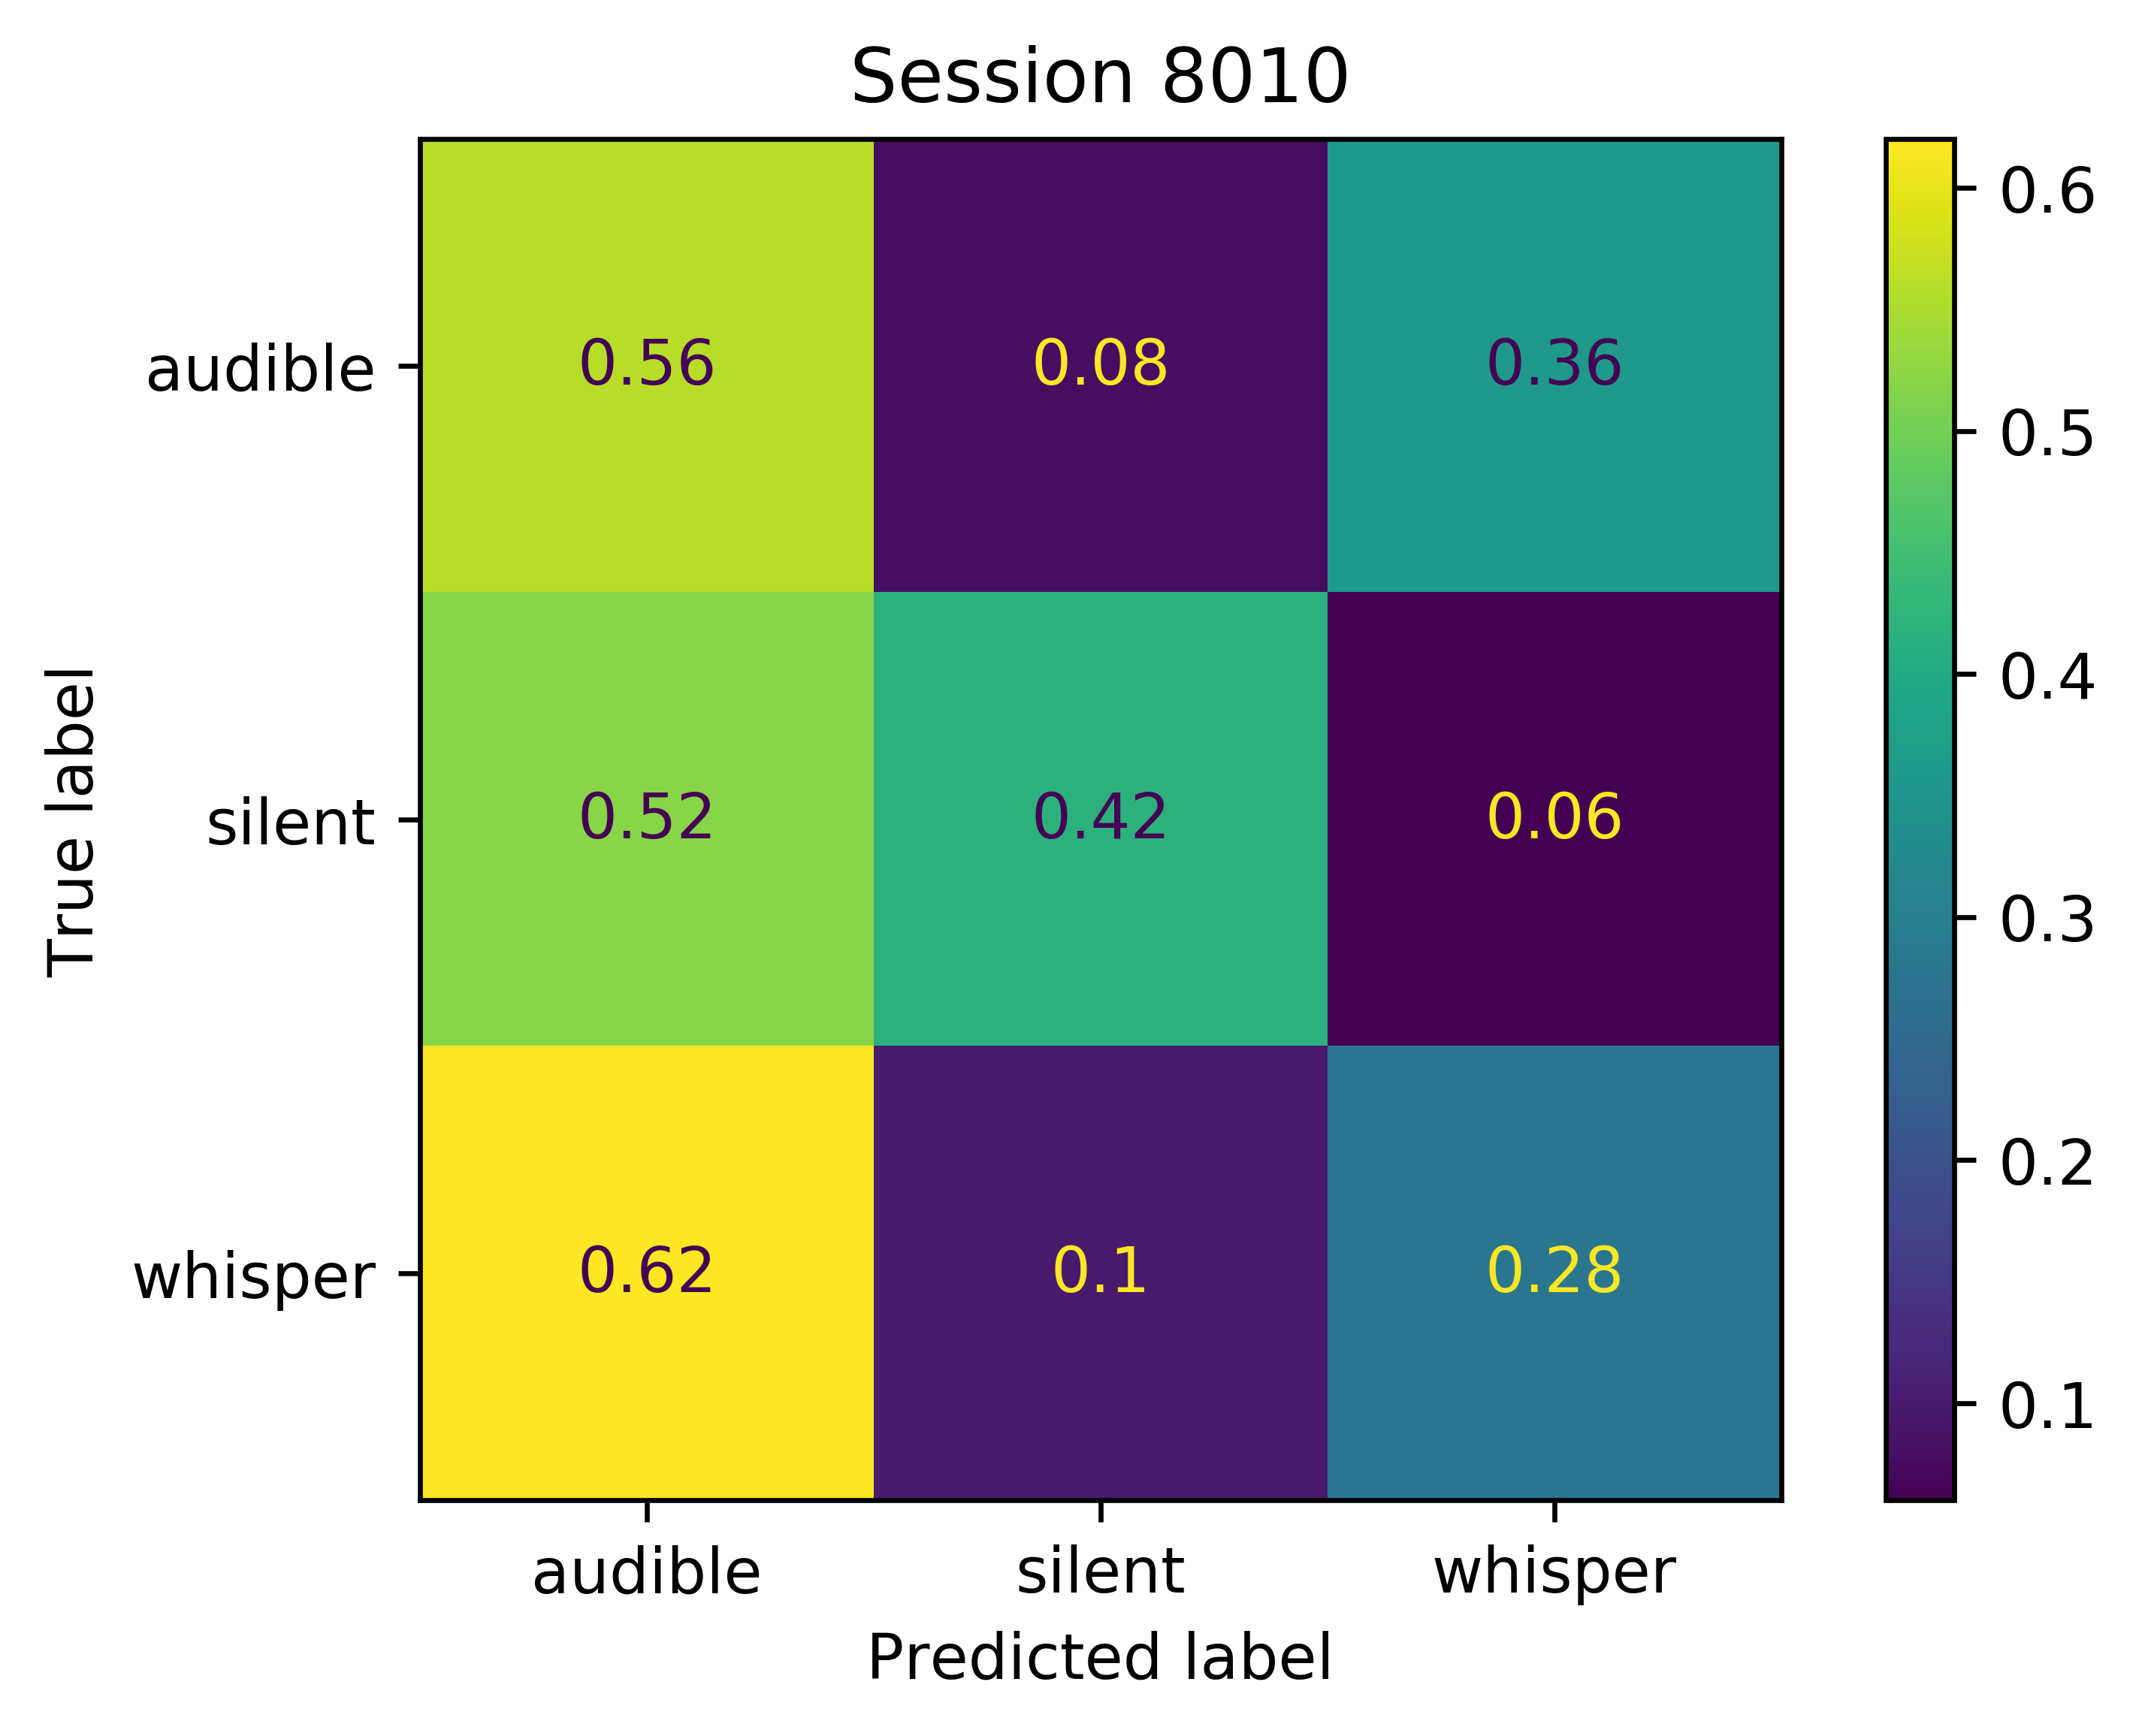 Session 8010
audible 0.56 0.08 0.36
silent 0.52 0.42 0.06
whisper 0.62 0.1 0.28
audible silent whisper
Predicted label
True label
0.6
0.5
0.4
0.3
0.2
0.1